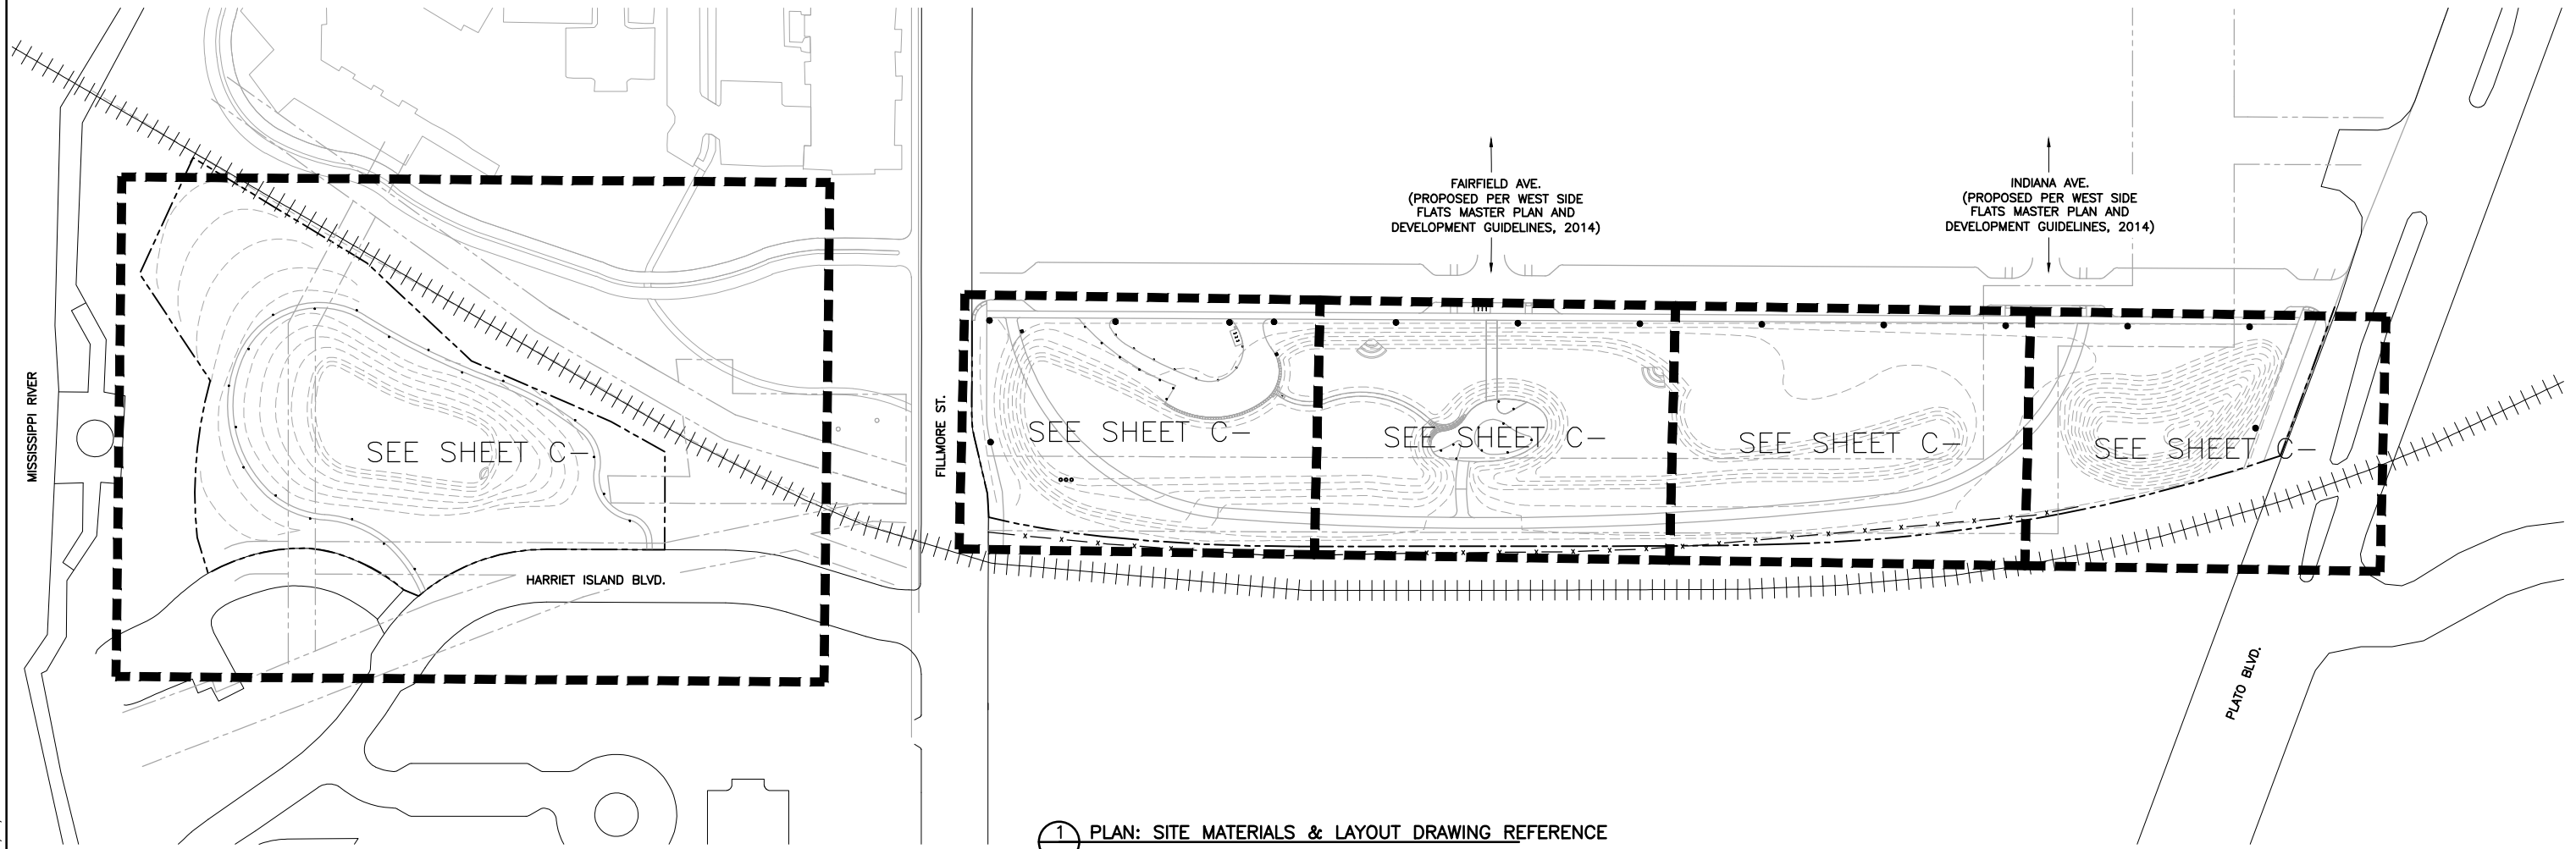 FAIRFIELD AVE.
(PROPOSED PER WEST SIDE
FLATS MASTER PLAN AND
DEVELOPMENT GUIDELINES, 2014)
INDIANA AVE.
(PROPOSED PER WEST SIDE
FLATS MASTER PLAN AND
DEVELOPMENT GUIDELINES, 2014)
MISSISSIPPI RIVER
FILLMORE ST.
SEE SHEET C-
SEE SHEET C-
SEE SHEET C-
SEE SHEET C-
SEE SHEET C-
HARRIET ISLAND BLVD.
PLATO BLVD.
1 PLAN: SITE MATERIALS & LAYOUT DRAWING REFERENCE